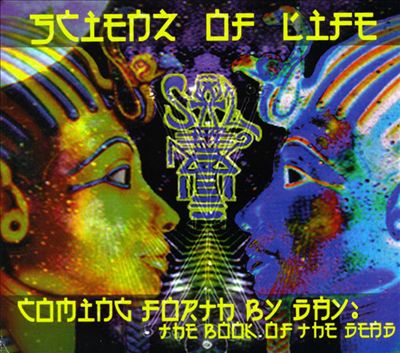 SCIENZ OF LIFE
COMING FORTH BY DAY:
THE BOOK OF THE DEAD